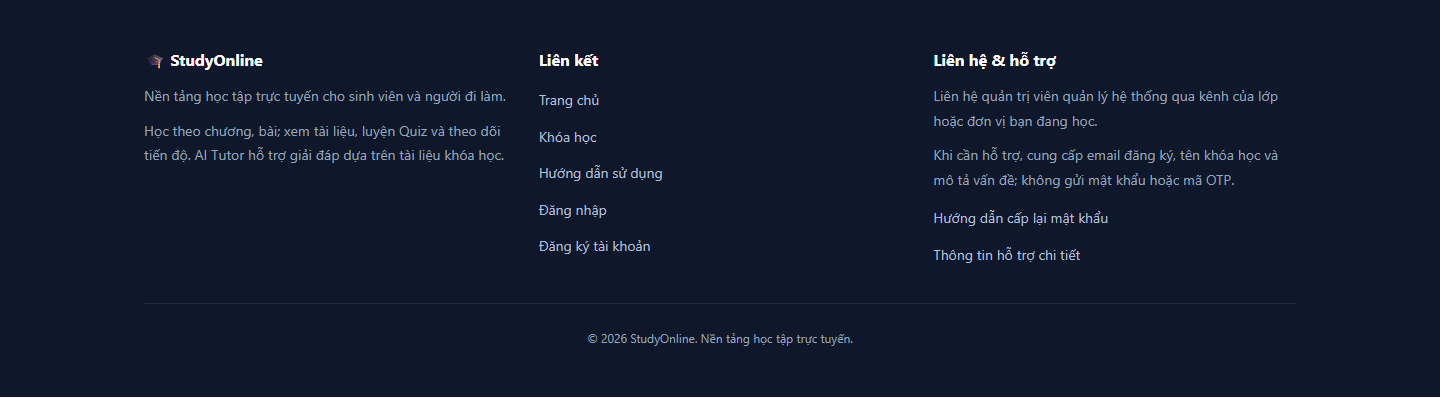 StudyOnline
Nền tảng học tập trực tuyến cho sinh viên và người đi làm.
Học theo chương, bài; xem tài liệu, luyện Quiz và theo dõi
tiến độ. AI Tutor hỗ trợ giải đáp dựa trên tài liệu khóa học.
Liên kết
Trang chủ
Khóa học
Hướng dẫn sử dụng
Đăng nhập
Đăng ký tài khoản
Liên hệ & hỗ trợ
Liên hệ quản trị viên quản lý hệ thống qua kênh của lớp
hoặc đơn vị bạn đang học.
Khi cần hỗ trợ, cung cấp email đăng ký, tên khóa học và
mô tả vấn đề; không gửi mật khẩu hoặc mã OTP.
Hướng dẫn cấp lại mật khẩu
Thông tin hỗ trợ chi tiết
© 2026 StudyOnline. Nền tảng học tập trực tuyến.